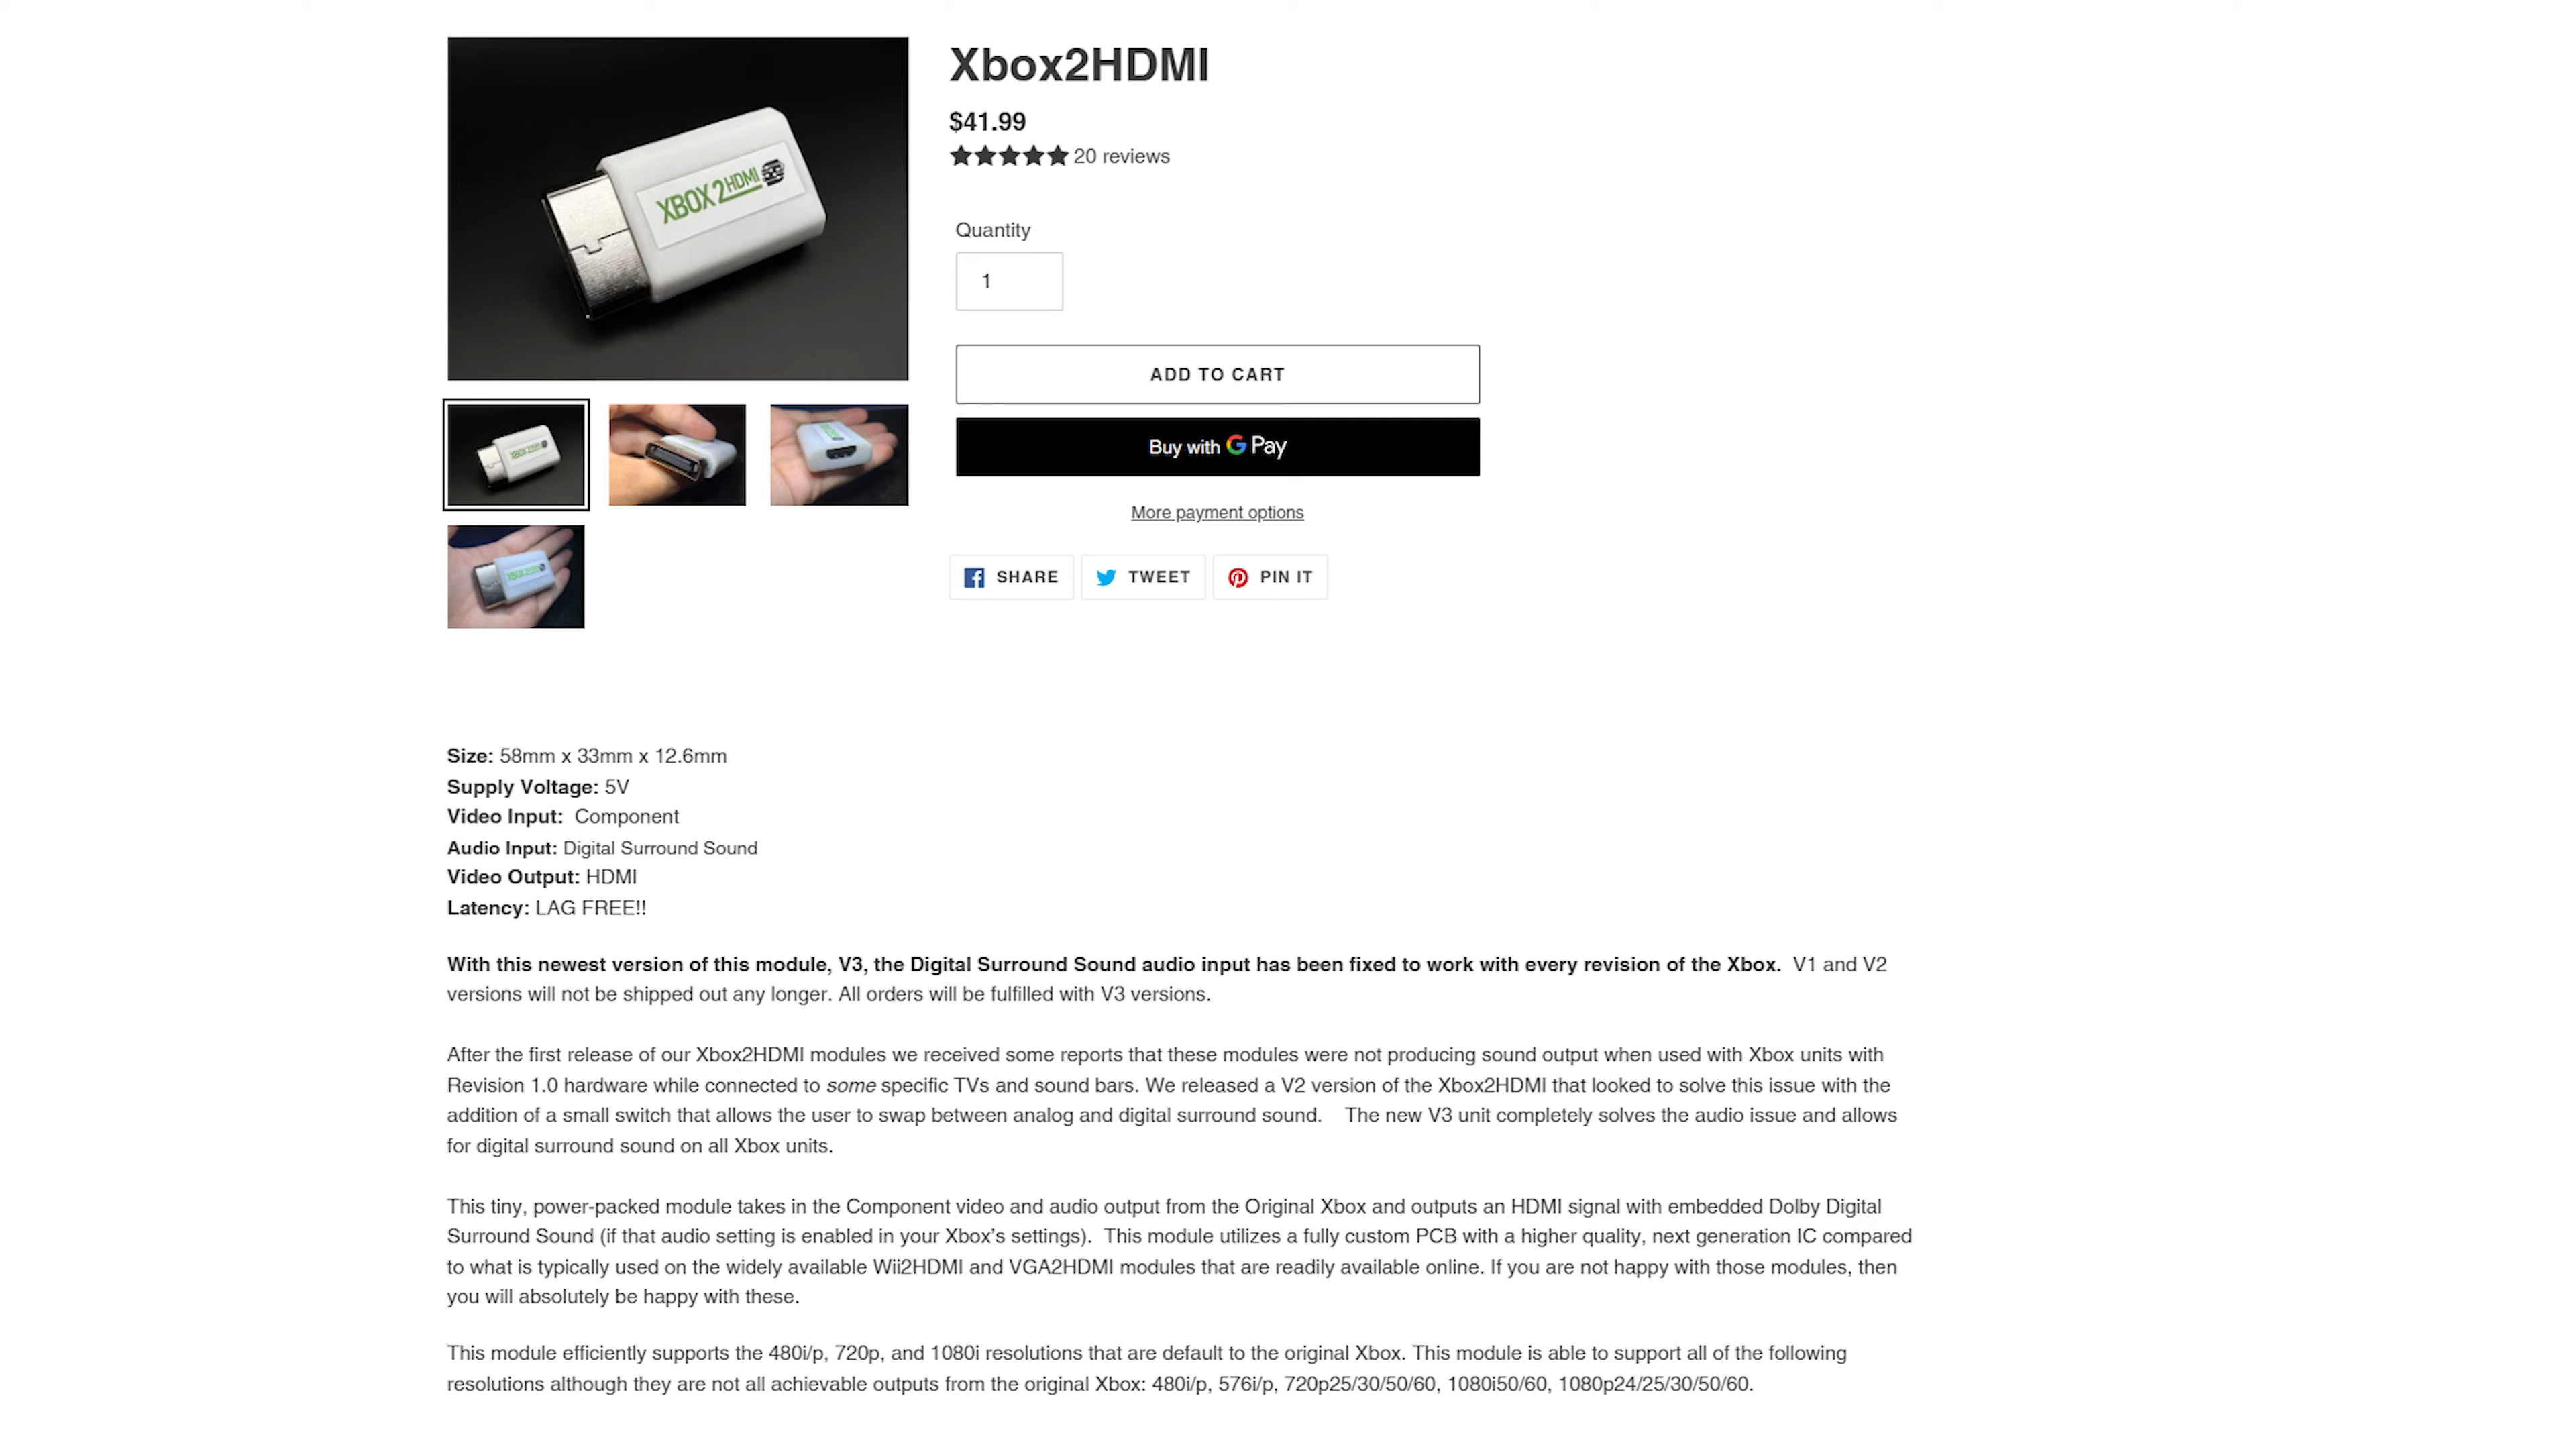 Xbox2HDMI
$41.99
20 reviews
XBOX 2 HDMI
Quantity
1
ADD TO CART
Buy with G Pay
More payment options
SHARE
TWEET
PIN IT
Size: 58mm x 33mm x 12.6mm
Supply Voltage: 5V
Video Input: Component
Audio Input: Digital Surround Sound
Video Output: HDMI
Latency: LAG FREE!!
With this newest version of this module, V3, the Digital Surround Sound audio input has been fixed to work with every revision of the Xbox. V1 and V2
versions will not be shipped out any longer. All orders will be fulfilled with V3 versions.
After the first release of our Xbox2HDMI modules we received some reports that these modules were not producing sound output when used with Xbox units with
Revision 1.0 hardware while connected to some specific TVs and sound bars. We released a V2 version of the Xbox2HDMI that looked to solve this issue with the
addition of a small switch that allows the user to swap between analog and digital surround sound. The new V3 unit completely solves the audio issue and allows
for digital surround sound on all Xbox units.
This tiny, power-packed module takes in the Component video and audio output from the Original Xbox and outputs an HDMI signal with embedded Dolby Digital
Surround Sound (if that audio setting is enabled in your Xbox’s settings). This module utilizes a fully custom PCB with a higher quality, next generation IC compared
to what is typically used on the widely available Wii2HDMI and VGA2HDMI modules that are readily available online. If you are not happy with those modules, then
you will absolutely be happy with these.
This module efficiently supports the 480i/p, 720p, and 1080i resolutions that are default to the original Xbox. This module is able to support all of the following
resolutions although they are not all achievable outputs from the original Xbox: 480i/p, 576i/p, 720p25/30/50/60, 1080i50/60, 1080p24/25/30/50/60.